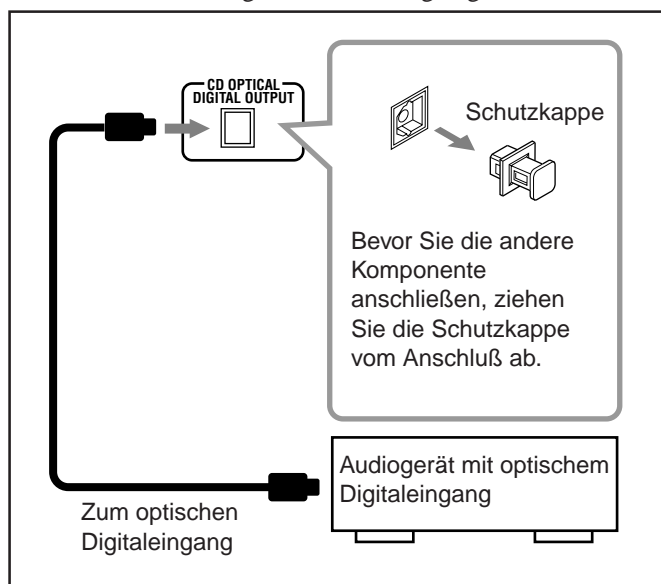 CD OPTICAL
DIGITAL OUTPUT
Schutzkappe
Bevor Sie die andere
Komponente
anschließen, ziehen
Sie die Schutzkappe
vom Anschluß ab.
Audiogerät mit optischem
Digitaleingang
Zum optischen
Digitaleingang